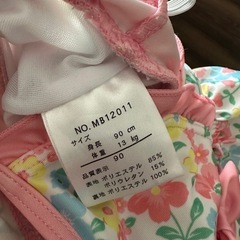 NO. MB12011
サイズ
身長 90 cm
体重 13 kg
90
品質表示
表地 ポリエステル 85%
ポリウレタン 15%
裏地 ポリエステル 100%